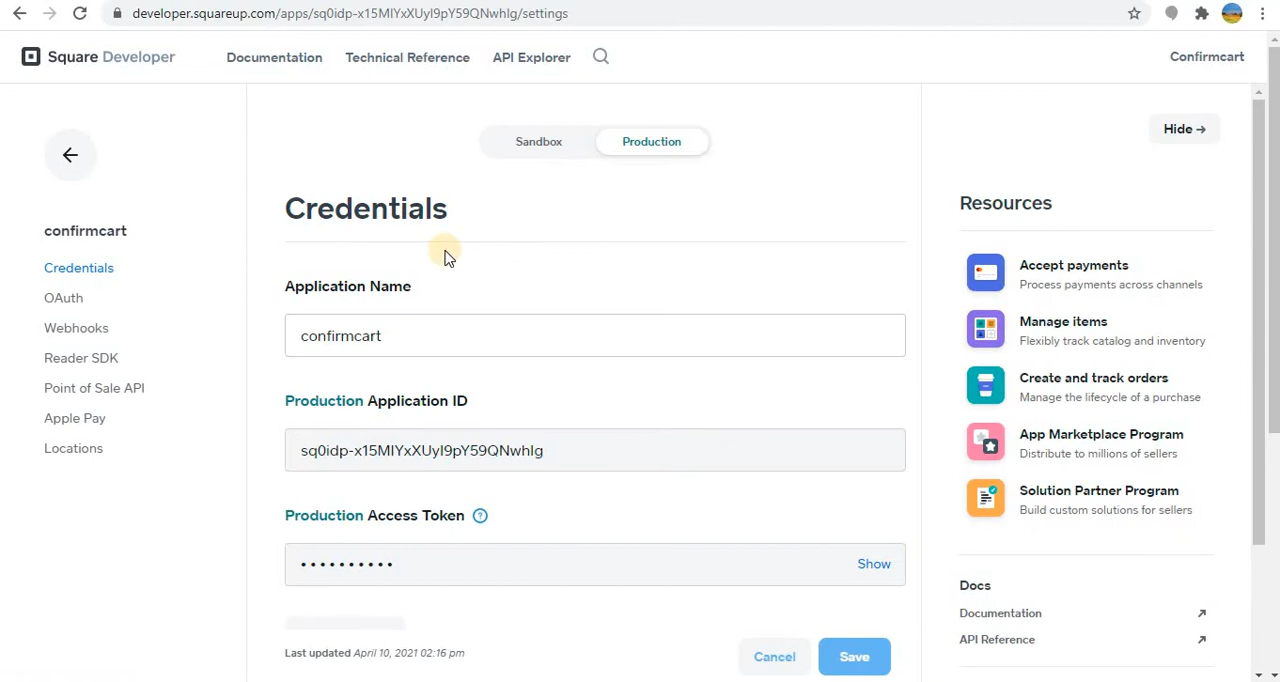 developer.squareup.com/apps/sq0idp-x15MlYxXUyl9pY59QNwhlg/settings
Square Developer
Documentation
Technical Reference
API Explorer
Confirmcart
Sandbox
Production
Hide →
confirmcart
Credentials
OAuth
Webhooks
Reader SDK
Point of Sale API
Apple Pay
Locations
Credentials
Application Name
confirmcart
Production Application ID
sq0idp-x15MlYxXUyl9pY59QNwhlg
Production Access Token ?
••••••••••
Show
Last updated April 10, 2021 02:16 pm
Cancel
Save
Resources
Accept payments
Process payments across channels
Manage items
Flexibly track catalog and inventory
Create and track orders
Manage the lifecycle of a purchase
App Marketplace Program
Distribute to millions of sellers
Solution Partner Program
Build custom solutions for sellers
Docs
Documentation
API Reference